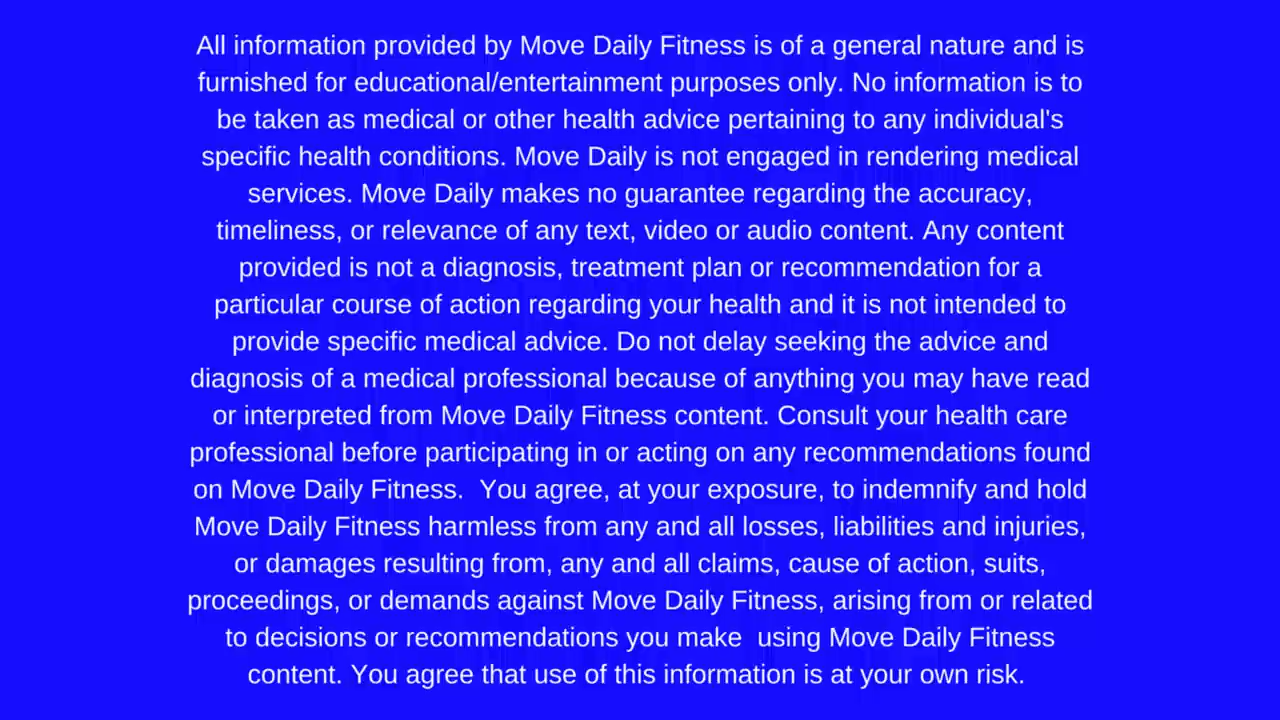 All information provided by Move Daily Fitness is of a general nature and is
furnished for educational/entertainment purposes only. No information is to
be taken as medical or other health advice pertaining to any individual's
specific health conditions. Move Daily is not engaged in rendering medical
services. Move Daily makes no guarantee regarding the accuracy,
timeliness, or relevance of any text, video or audio content. Any content
provided is not a diagnosis, treatment plan or recommendation for a
particular course of action regarding your health and it is not intended to
provide specific medical advice. Do not delay seeking the advice and
diagnosis of a medical professional because of anything you may have read
or interpreted from Move Daily Fitness content. Consult your health care
professional before participating in or acting on any recommendations found
on Move Daily Fitness.  You agree, at your exposure, to indemnify and hold
Move Daily Fitness harmless from any and all losses, liabilities and injuries,
or damages resulting from, any and all claims, cause of action, suits,
proceedings, or demands against Move Daily Fitness, arising from or related
to decisions or recommendations you make  using Move Daily Fitness
content. You agree that use of this information is at your own risk.